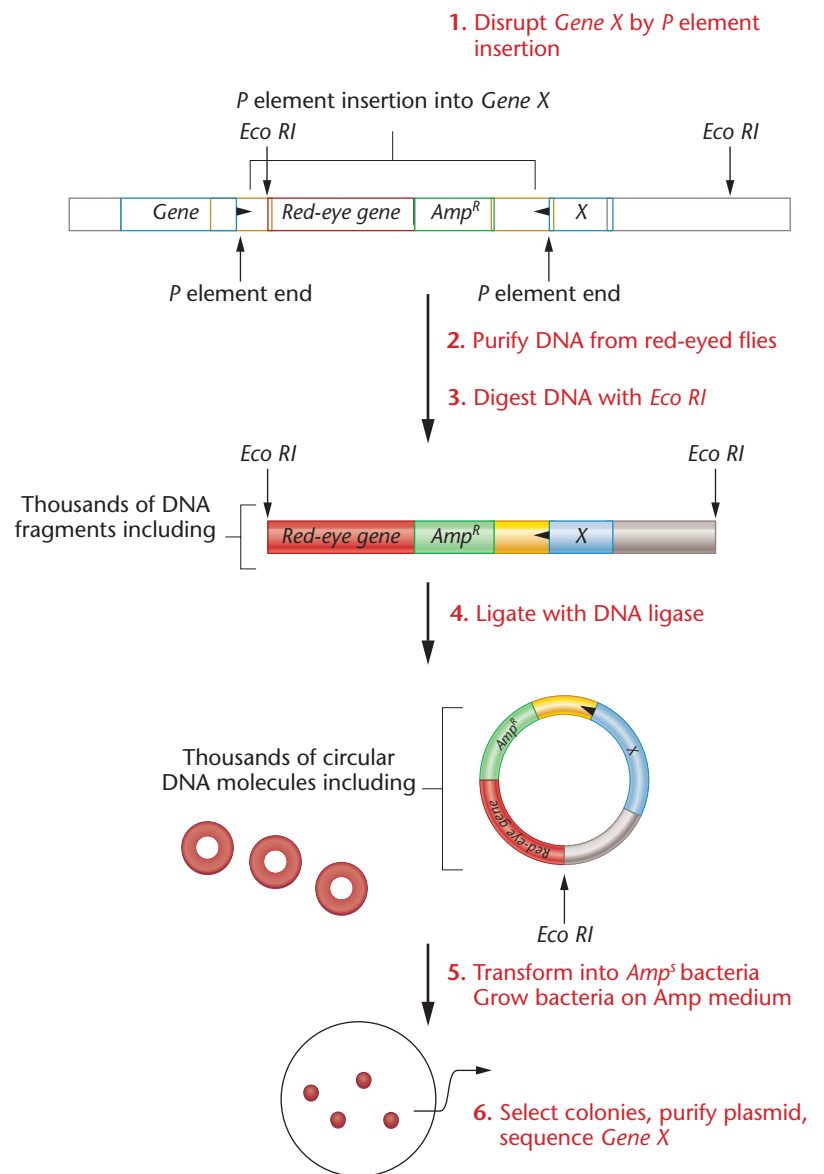 1. Disrupt Gene X by P element
insertion
P element insertion into Gene X
Eco RI
Eco RI
Gene
Red-eye gene
Amp^R
X
P element end
P element end
2. Purify DNA from red-eyed flies
3. Digest DNA with Eco RI
Eco RI
Eco RI
Thousands of DNA
fragments including
Red-eye gene
Amp^R
X
4. Ligate with DNA ligase
Thousands of circular
DNA molecules including
Amp^R
X
Red-eye gene
Eco RI
5. Transform into Amp^s bacteria
Grow bacteria on Amp medium
6. Select colonies, purify plasmid,
sequence Gene X